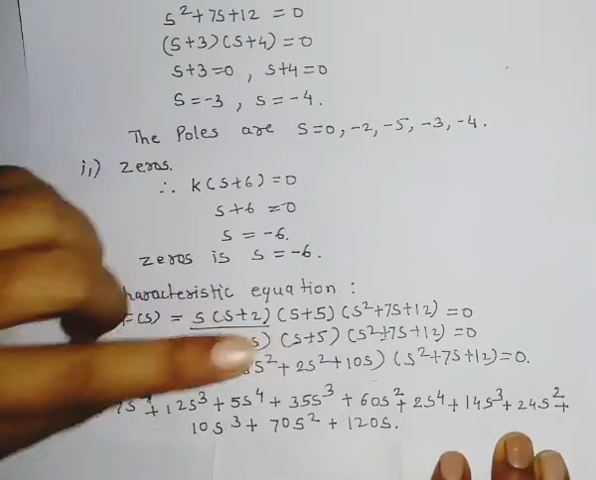 s²+7s+12 = 0
(s+3)(s+4) = 0
s+3=0 , s+4=0
s=-3 , s=-4.
The Poles are s=0,-2,-5,-3,-4.
ii) zeros.
∴ k(s+6) = 0
s+6 = 0
s = -6.
zeros is s = -6.
haracteristic equation :
F(s) = s(s+2)(s+5)(s²+7s+12) = 0
s) (s+5)(s²+7s+12) = 0
s²+2s²+10s)(s²+7s+12) = 0.
+12s³+5s⁴+35s³+60s²+2s⁴+14s³+24s²+
10s³+70s²+120s.